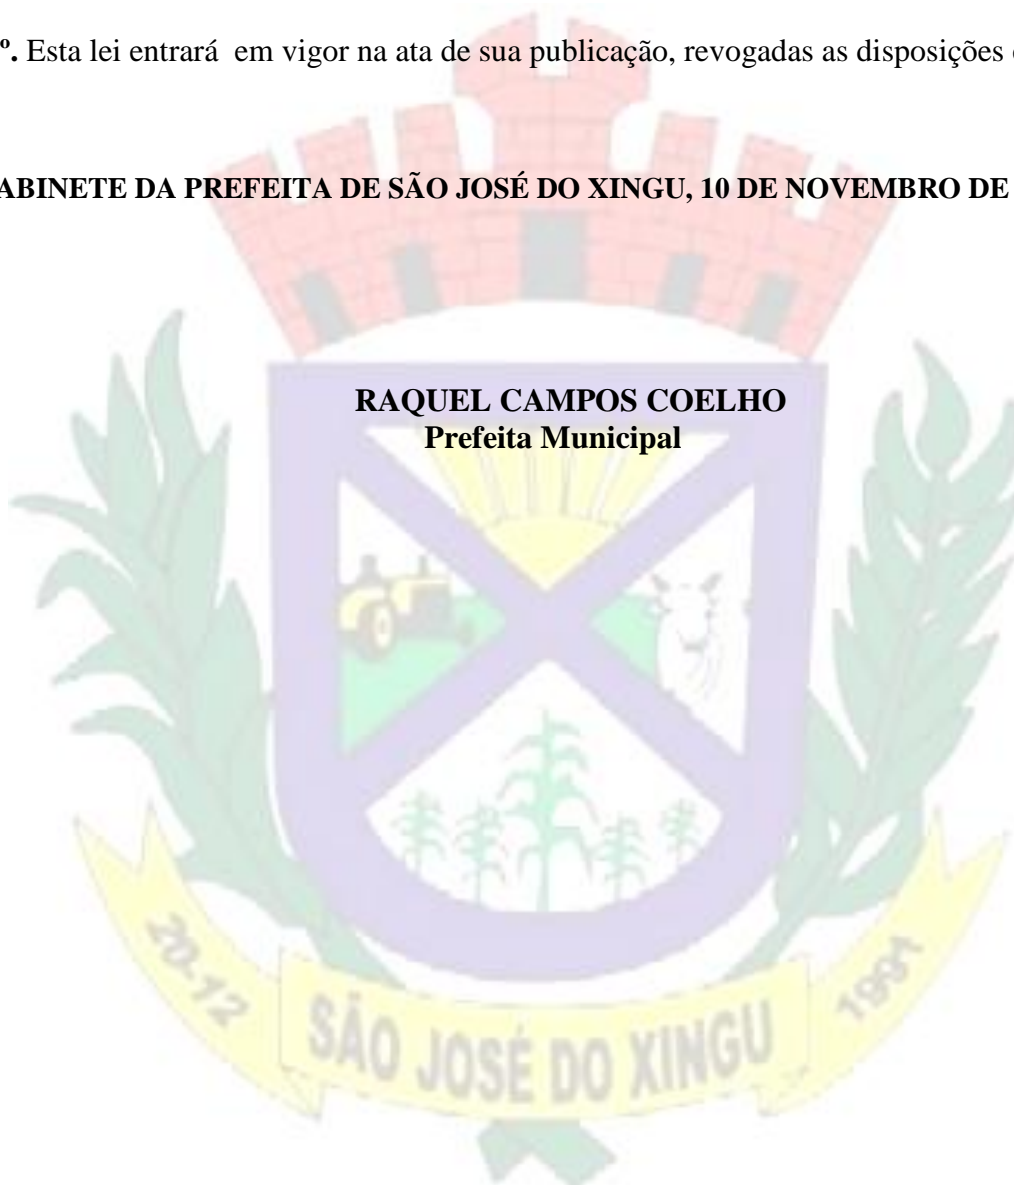 º. Esta lei entrará em vigor na ata de sua publicação, revogadas as disposições
ABINETE DA PREFEITA DE SÃO JOSÉ DO XINGU, 10 DE NOVEMBRO DE
RAQUEL CAMPOS COELHO
Prefeita Municipal
20-12
SÃO JOSÉ DO XINGU
1991